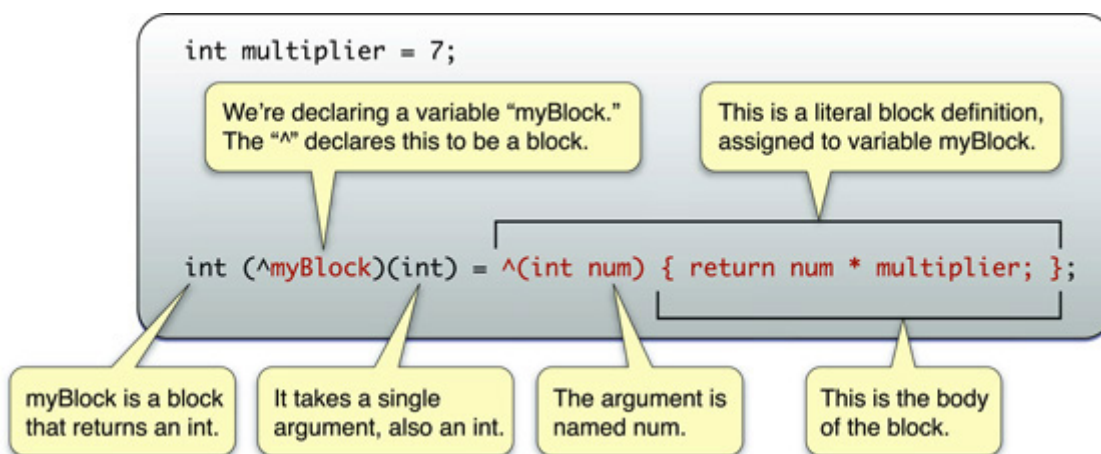 int multiplier = 7;
We're declaring a variable “myBlock.”
The “^” declares this to be a block.
This is a literal block definition,
assigned to variable myBlock.
int (^myBlock)(int) = ^(int num) { return num * multiplier; };
myBlock is a block
that returns an int.
It takes a single
argument, also an int.
The argument is
named num.
This is the body
of the block.